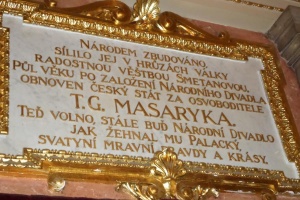 NÁRODEM ZBUDOVÁNO,
SÍLILO JEJ V HRŮZÁCH VÁLKY
RADOSTNOU VĚSTBOU SMETANOVOU.
PŮL VĚKU PO ZALOŽENÍ NÁRODNÍHO DIVADLA
OBNOVEN ČESKÝ STÁT ZA OSVOBODITELE
T.G. MASARYKA.
TEĎ VOLNO, STÁLE BUĎ NÁRODNÍ DIVADLO
JAK ŽEHNAL MU PALACKÝ,
SVATYNÍ MRAVNÍ PRAVDY A KRÁSY.